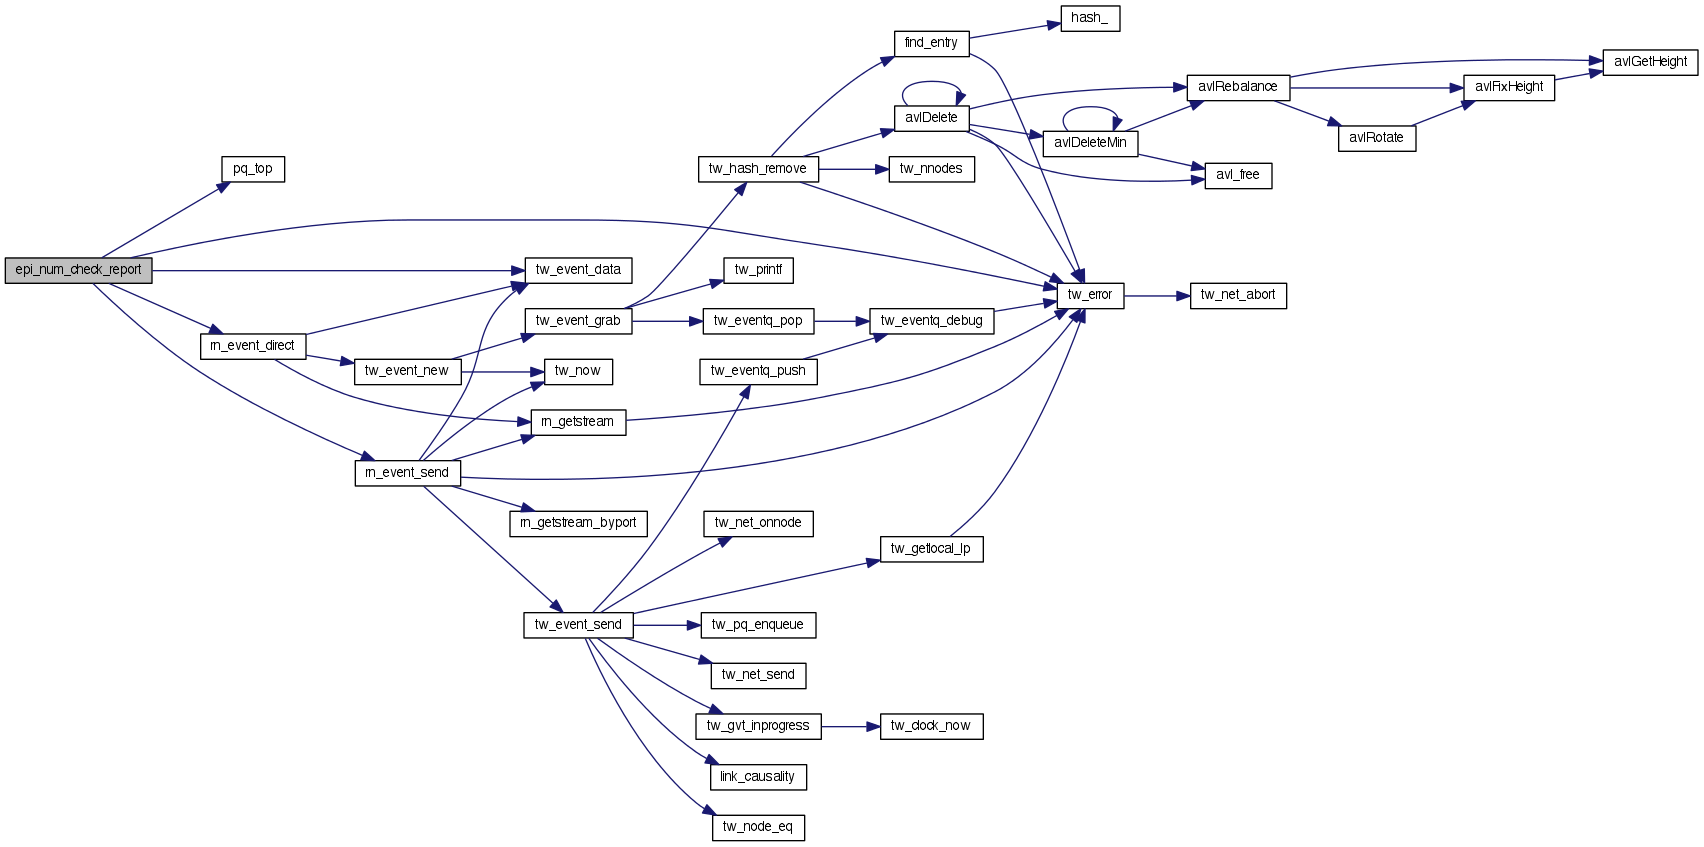 hash_
find_entry
avlGetHeight
avlRebalance
avlFixHeight
avlDelete
avlRotate
avlDeleteMin
pq_top
tw_hash_remove
tw_nnodes
avl_free
epi_num_check_report
tw_event_data
tw_printf
tw_error
tw_net_abort
tw_event_grab
tw_eventq_pop
tw_eventq_debug
rn_event_direct
tw_event_new
tw_now
tw_eventq_push
rn_getstream
rn_event_send
rn_getstream_byport
tw_net_onnode
tw_getlocal_lp
tw_event_send
tw_pq_enqueue
tw_net_send
tw_gvt_inprogress
tw_clock_now
link_causality
tw_node_eq